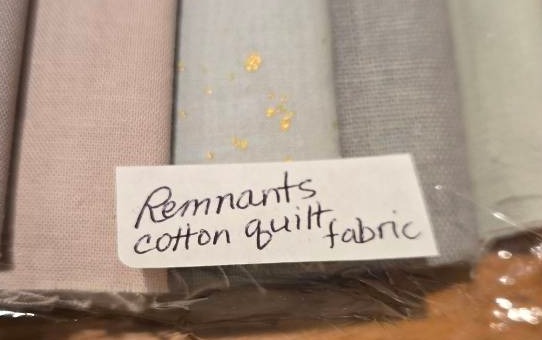 Remnants
cotton quilt fabric